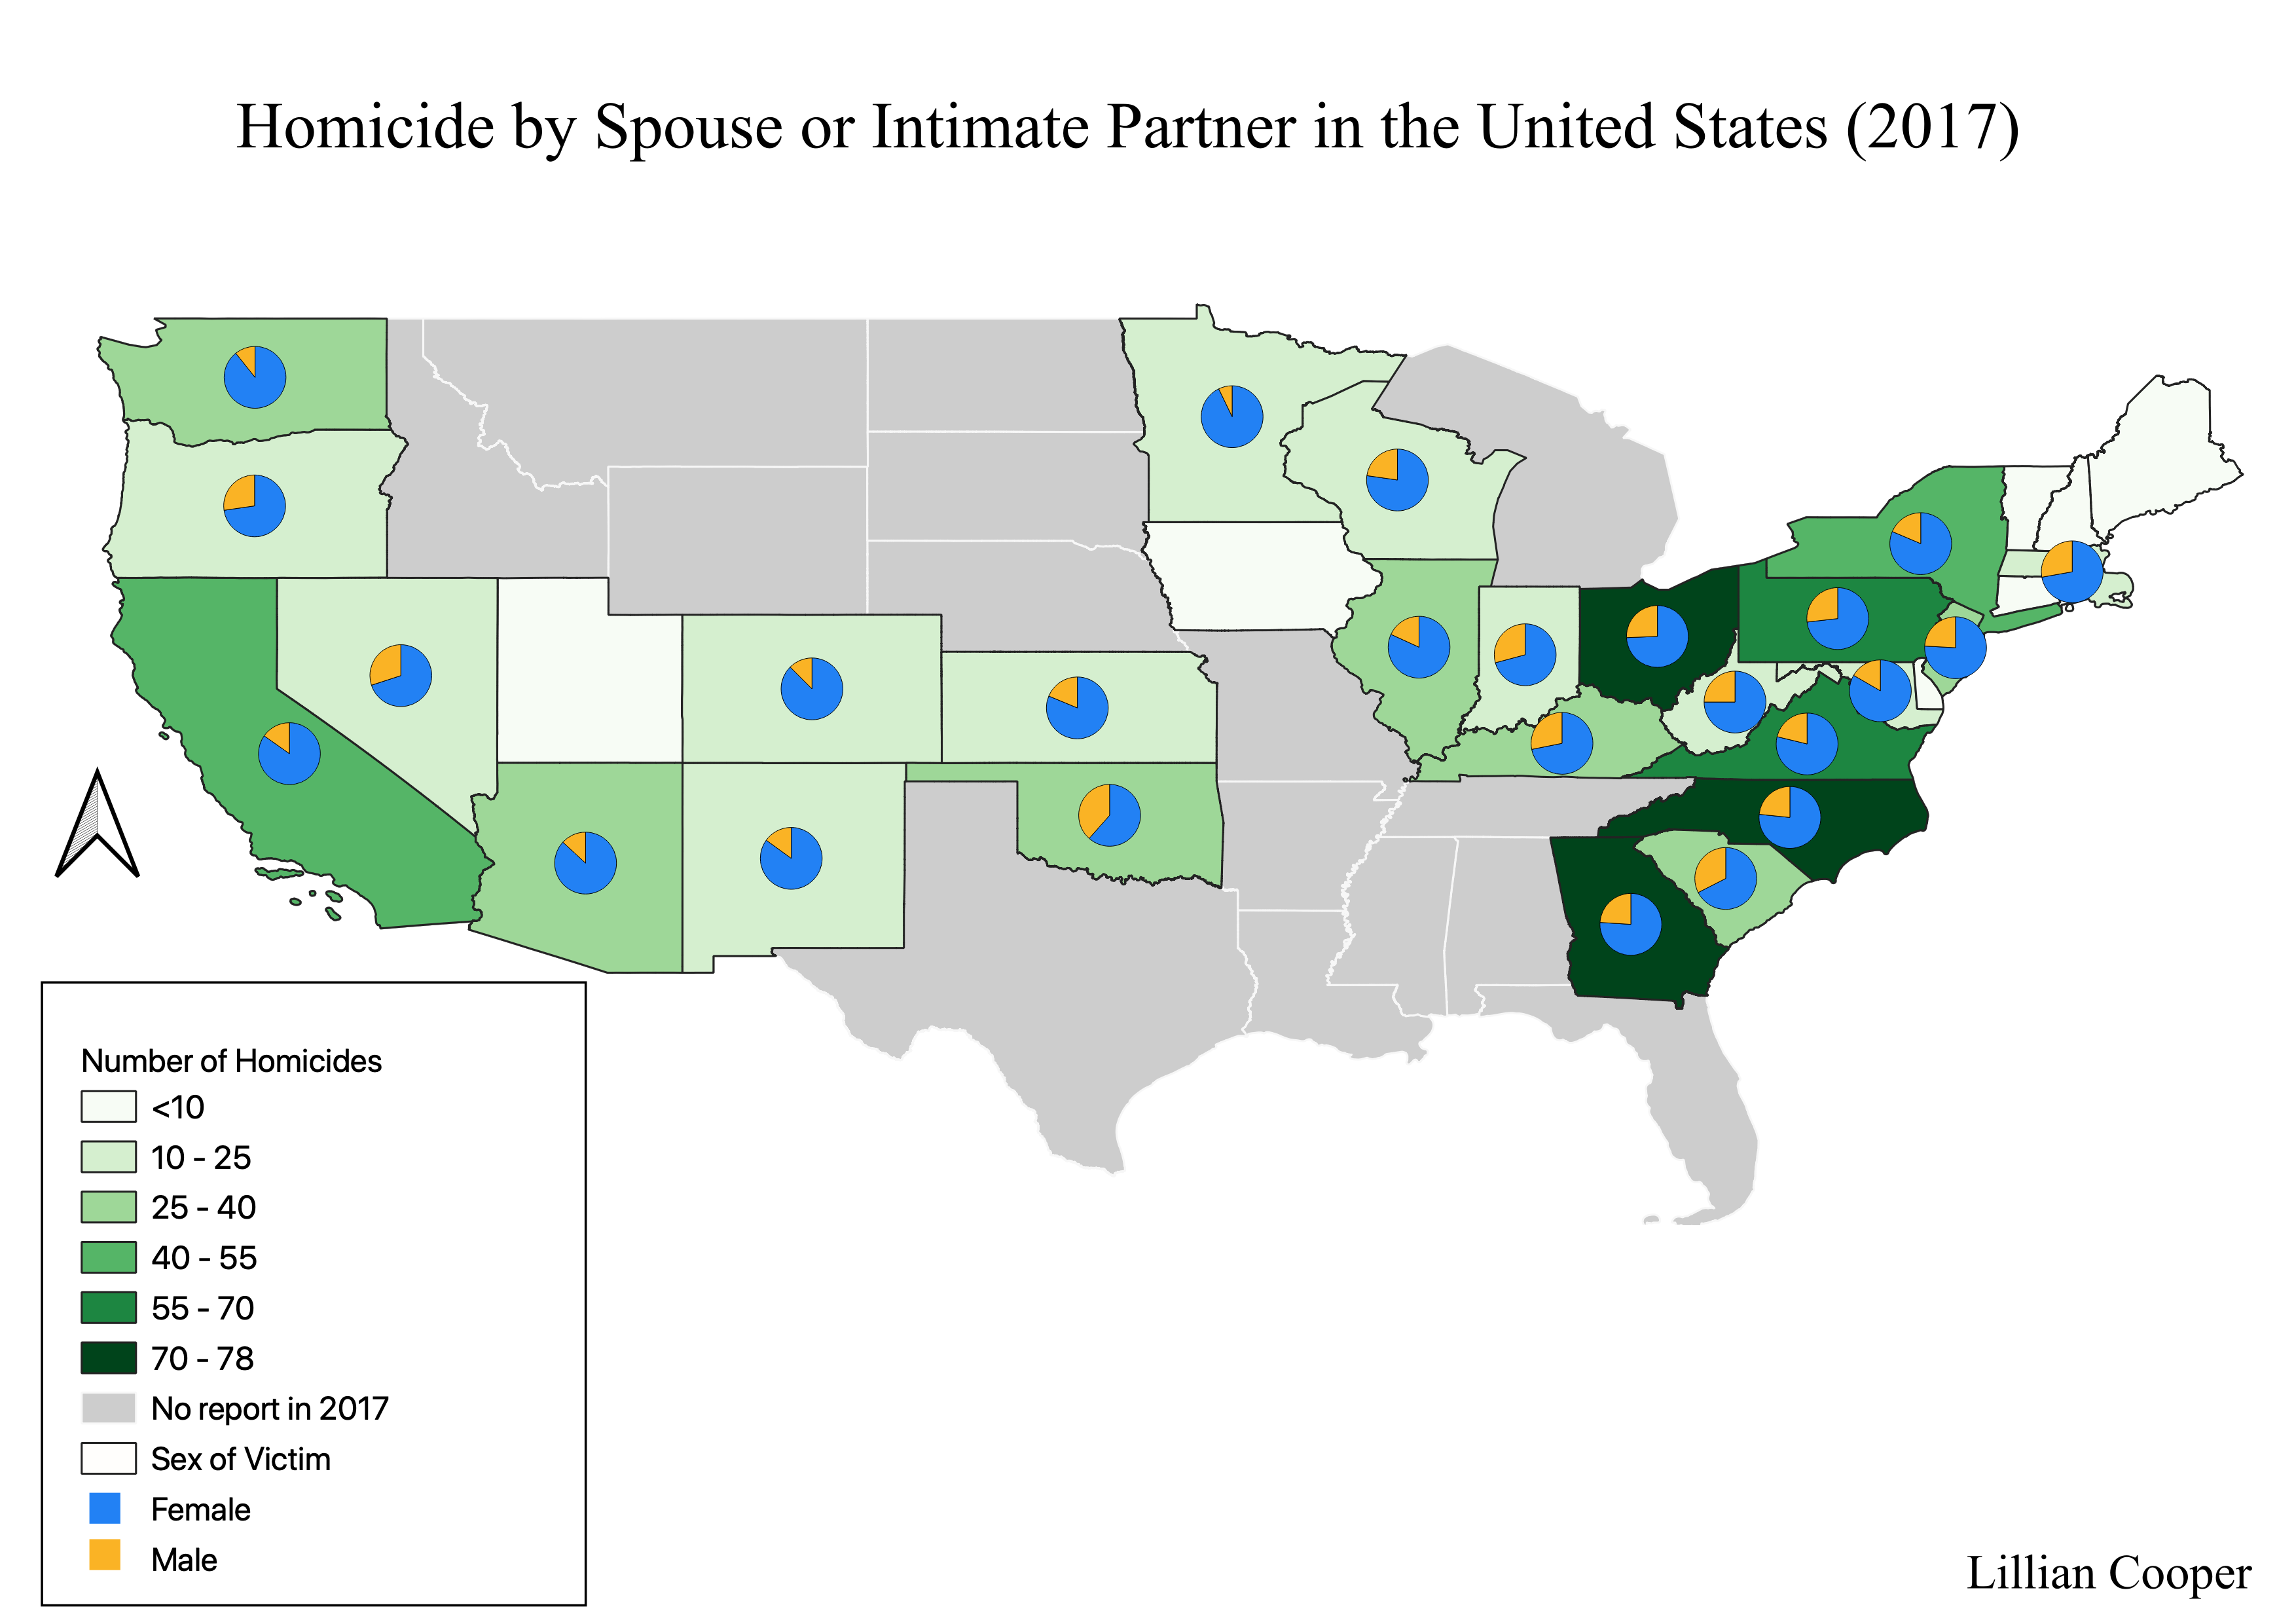 Homicide by Spouse or Intimate Partner in the United States (2017)
Number of Homicides
<10
10 - 25
25 - 40
40 - 55
55 - 70
70 - 78
No report in 2017
Sex of Victim
Female
Male
Lillian Cooper